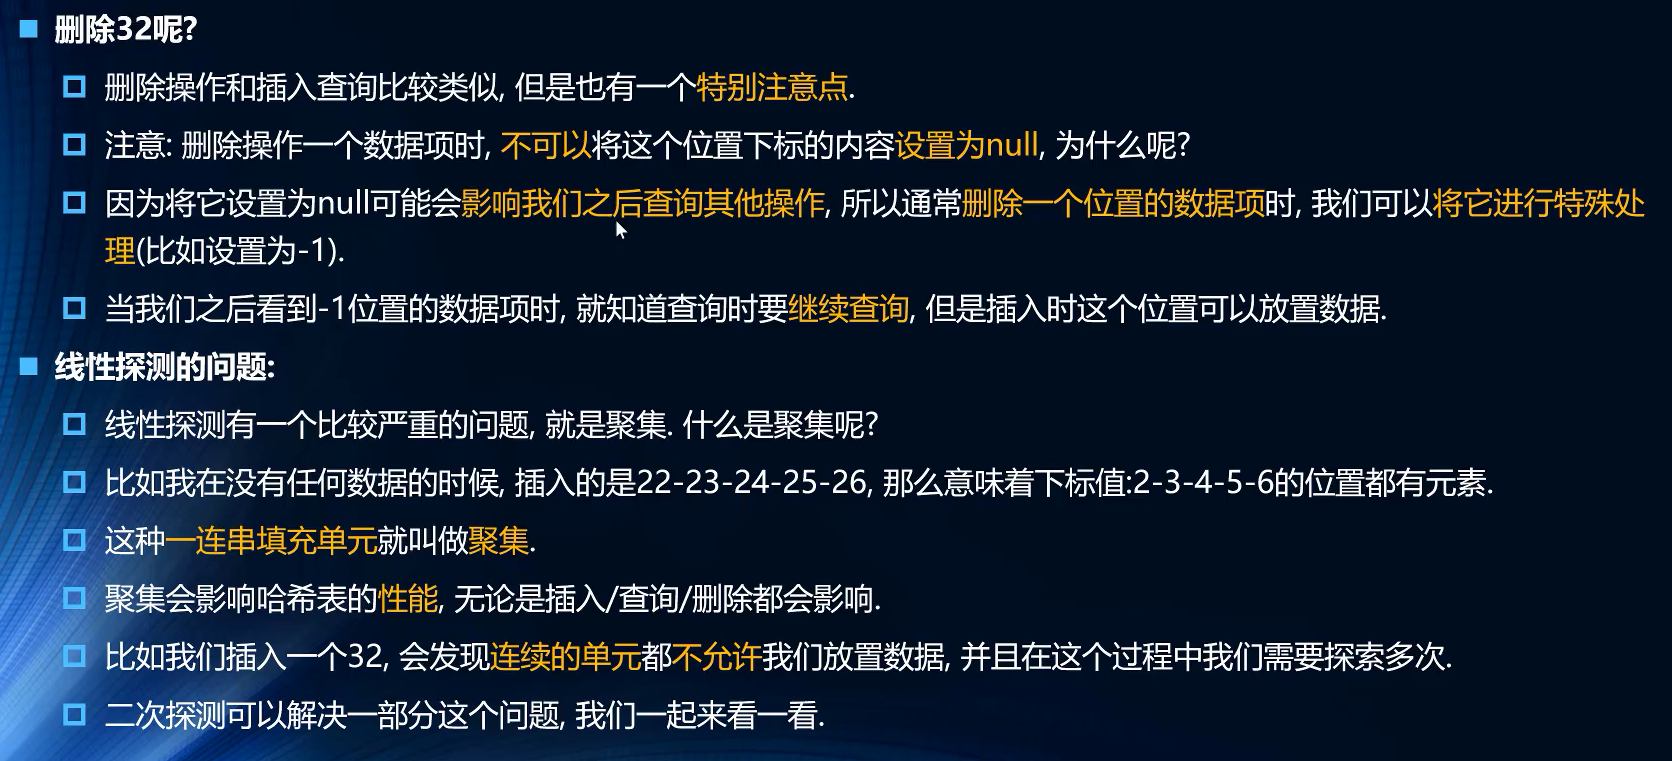 删除32呢?
删除操作和插入查询比较类似, 但是也有一个特别注意点.
注意: 删除操作一个数据项时, 不可以将这个位置下标的内容设置为null, 为什么呢?
因为将它设置为null可能会影响我们之后查询其他操作, 所以通常删除一个位置的数据项时, 我们可以将它进行特殊处
理(比如设置为-1).
当我们之后看到-1位置的数据项时, 就知道查询时要继续查询, 但是插入时这个位置可以放置数据.
线性探测的问题:
线性探测有一个比较严重的问题, 就是聚集. 什么是聚集呢?
比如我在没有任何数据的时候, 插入的是22-23-24-25-26, 那么意味着下标值:2-3-4-5-6的位置都有元素.
这种一连串填充单元就叫做聚集.
聚集会影响哈希表的性能, 无论是插入/查询/删除都会影响.
比如我们插入一个32, 会发现连续的单元都不允许我们放置数据, 并且在这个过程中我们需要探索多次.
二次探测可以解决一部分这个问题, 我们一起来看一看.